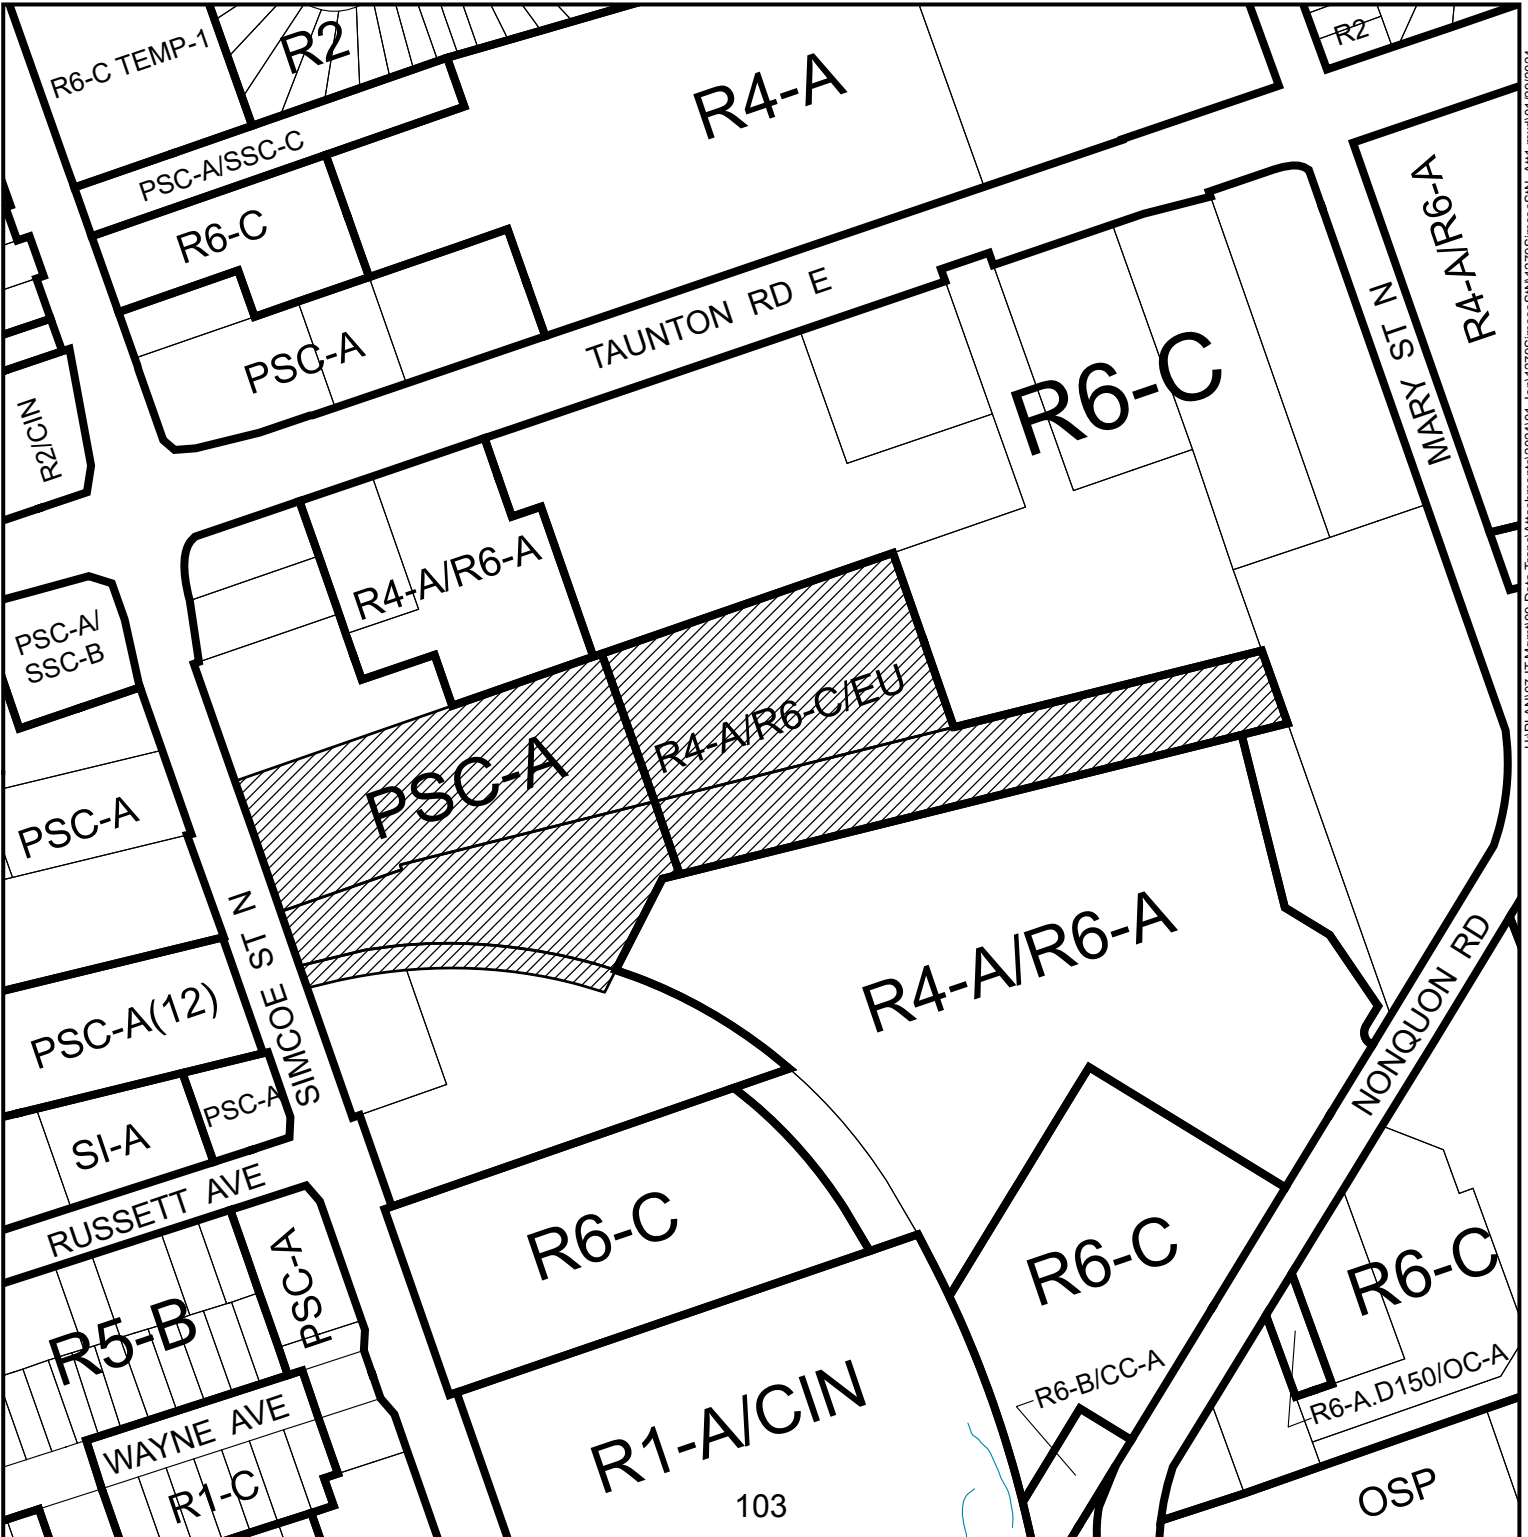 R6-C TEMP-1
R2
R4-A
R2
PSC-A/SSC-C
R6-C
R4-A/R6-A
PSC-A
TAUNTON RD E
MARY ST N
R6-C
R2/CIN
R4-A/R6-A
PSC-A/
SSC-B
R4-A/R6-C/EU
PSC-A
PSC-A
SIMCOE ST N
R4-A/R6-A
NONQUON RD
PSC-A(12)
PSC-A
SI-A
RUSSETT AVE
R6-C
R6-C
R6-C
PSC-A
R5-B
R6-B/CC-A
R6-A.D150/OC-A
WAYNE AVE
R1-A/CIN
R1-C
103
OSP